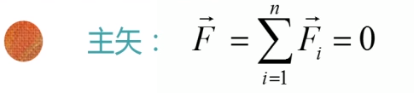 主矢： $\vec{F} = \sum_{i=1}^{n} \vec{F}_i = 0$